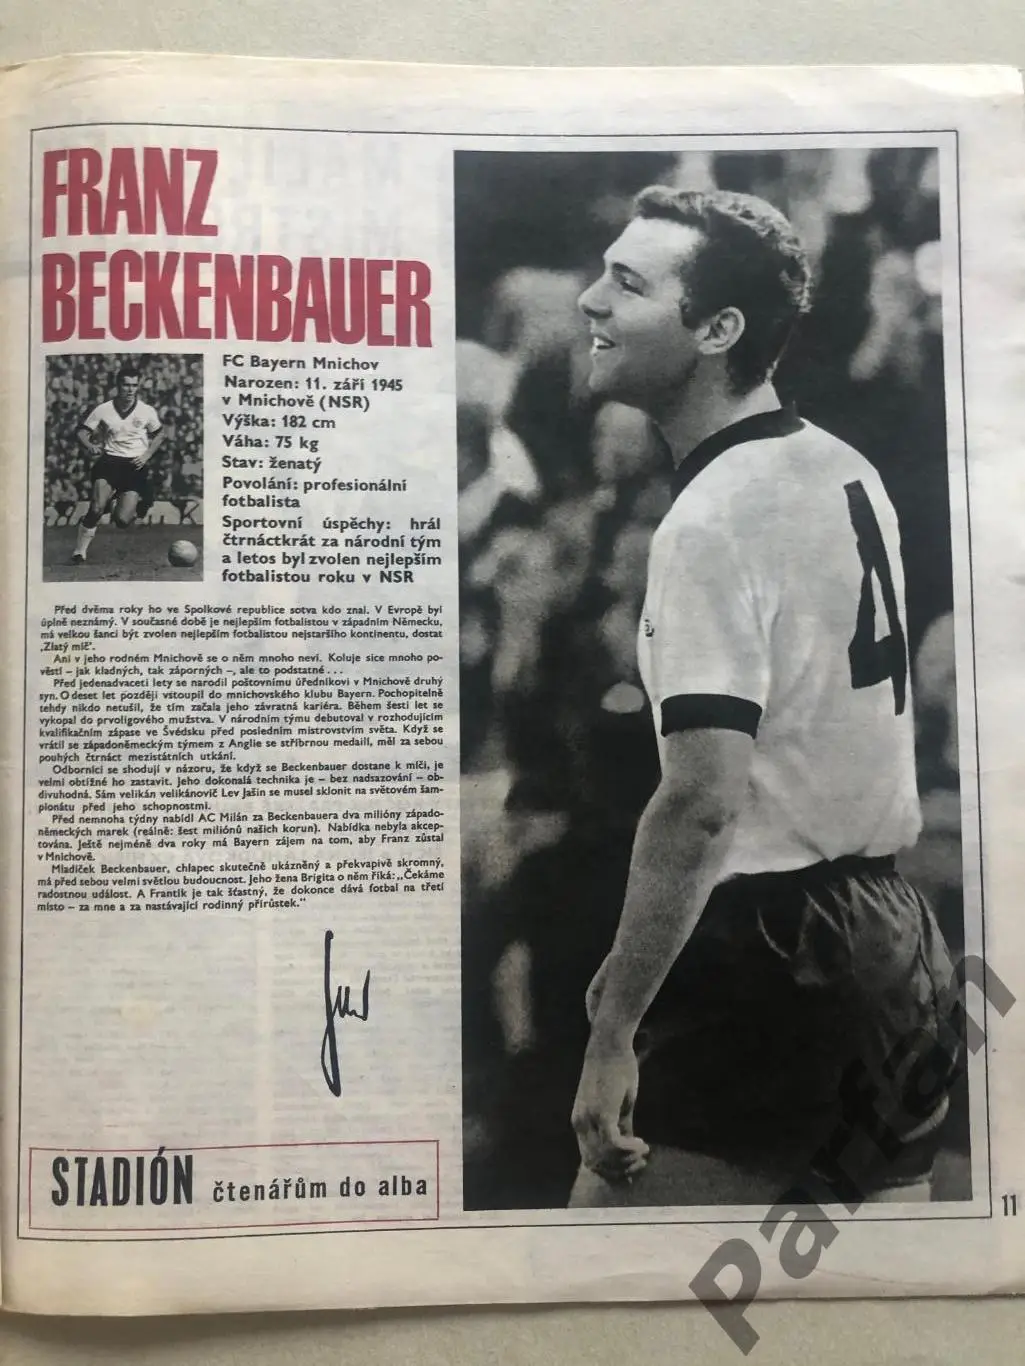 FRANZ
BECKENBAUER
FC Bayern Mnichov
Narozen: 11. září 1945
v Mnichově (NSR)
Výška: 182 cm
Váha: 75 kg
Stav: ženatý
Povolání: profesionální
fotbalista
Sportovní úspěchy: hrál
čtrnáctkrát za národní tým
a letos byl zvolen nejlepším
fotbalistou roku v NSR
Před dvěma roky ho ve Spolkové republice sotva kdo znal. V Evropě byl
úplně neznámý. V současné době je nejlepším fotbalistou v západním Německu,
má velkou šanci být zvolen nejlepším fotbalistou nejstaršího kontinentu, dostat
„Zlatý míč".
Ani v jeho rodném Mnichově se o něm mnoho neví. Koluje sice mnoho po-
věstí – jak kladných, tak záporných –, ale to podstatné ...
Před jedenadvaceti lety se narodil poštovnímu úředníkovi v Mnichově druhý
syn. O deset let později vstoupil do mnichovského klubu Bayern. Pochopitelně
tehdy nikdo netušil, že tím začala jeho závratná kariéra. Během šesti let se
vykopal do prvoligového mužstva. V národním týmu debutoval v rozhodujícím
kvalifikačním zápase ve Švédsku před posledním mistrovstvím světa. Když se
vrátil se západoněmeckým týmem z Anglie se stříbrnou medailí, měl za sebou
pouhých čtrnáct mezistátních utkání.
Odborníci se shodují v názoru, že když se Beckenbauer dostane k míči, je
velmi obtížné ho zastavit. Jeho dokonalá technika je – bez nadsazování – ob-
divuhodná. Sám velikán velikánovič Lev Jašin se musel sklonit na světovém šam-
pionátu před jeho schopnostmi.
Před nemnoha týdny nabídl AC Milán za Beckenbauera dva milióny západo-
německých marek (reálně: šest miliónů našich korun). Nabídka nebyla akcep-
tována. Ještě nejméně dva roky má Bayern zájem na tom, aby Franz zůstal
v Mnichově.
Mladíček Beckenbauer, chlapec skutečně ukázněný a překvapivě skromný,
má před sebou velmi světlou budoucnost. Jeho žena Brigita o něm říká: „Čekáme
radostnou událost. A Frantík je tak šťastný, že dokonce dává fotbal na třetí
místo – za mne a za nastávající rodinný přírůstek."
STADIÓN čtenářům do alba
4
11
Parfan